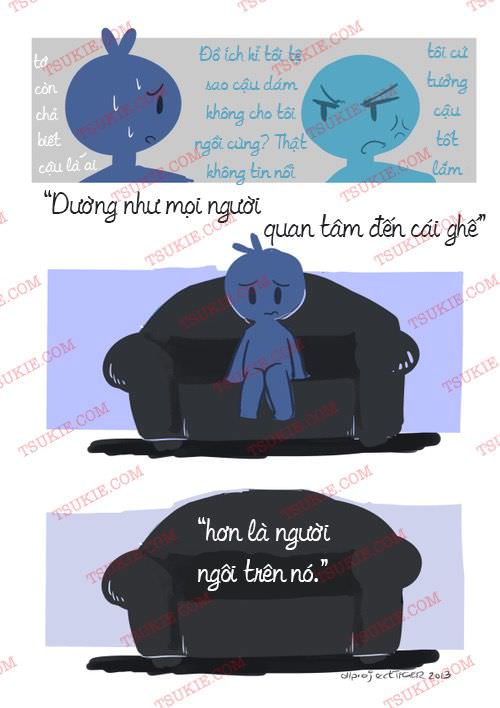 tớ
còn
chả
biết
cậu là ai
Đồ ích kỉ tồi tệ
sao cậu dám
không cho tôi
ngồi cùng? Thật
không tin nổi
tôi cứ
tưởng
cậu
tốt
lắm
“Dường như mọi người
quan tâm đến cái ghế”
“hơn là người
ngồi trên nó.”
dlprojectTIGER 2013
TSUKIE.COM